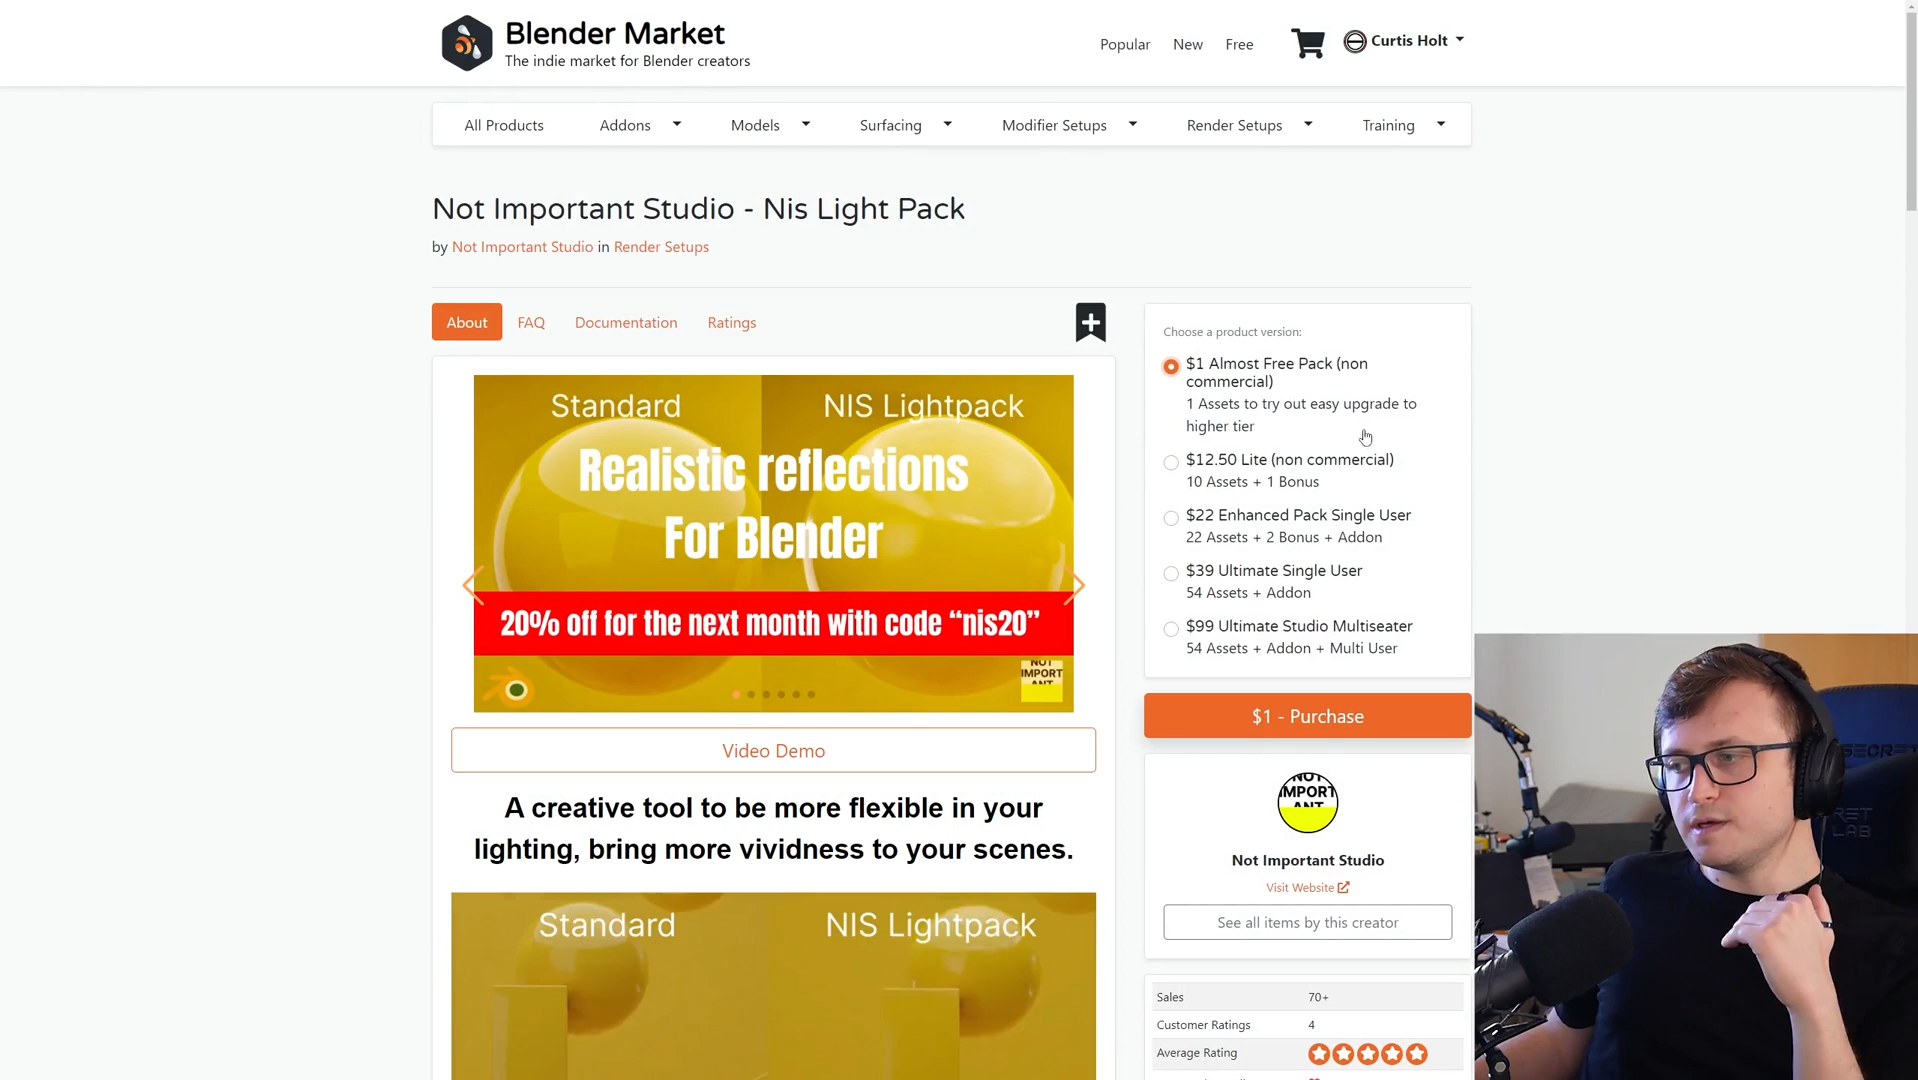 Blender Market
The indie market for Blender creators
Popular
New
Free
Curtis Holt
All Products
Addons
Models
Surfacing
Modifier Setups
Render Setups
Training
Not Important Studio - Nis Light Pack
by Not Important Studio in Render Setups
About
FAQ
Documentation
Ratings
Standard
NIS Lightpack
Realistic reflections
For Blender
20% off for the next month with code “nis20”
NOT
IMPORT
ANT
Video Demo
A creative tool to be more flexible in your
lighting, bring more vividness to your scenes.
Standard
NIS Lightpack
Choose a product version:
$1 Almost Free Pack (non
commercial)
1 Assets to try out easy upgrade to
higher tier
$12.50 Lite (non commercial)
10 Assets + 1 Bonus
$22 Enhanced Pack Single User
22 Assets + 2 Bonus + Addon
$39 Ultimate Single User
54 Assets + Addon
$99 Ultimate Studio Multiseater
54 Assets + Addon + Multi User
$1 - Purchase
NOT
IMPORT
ANT
Not Important Studio
Visit Website
See all items by this creator
Sales
70+
Customer Ratings
4
Average Rating